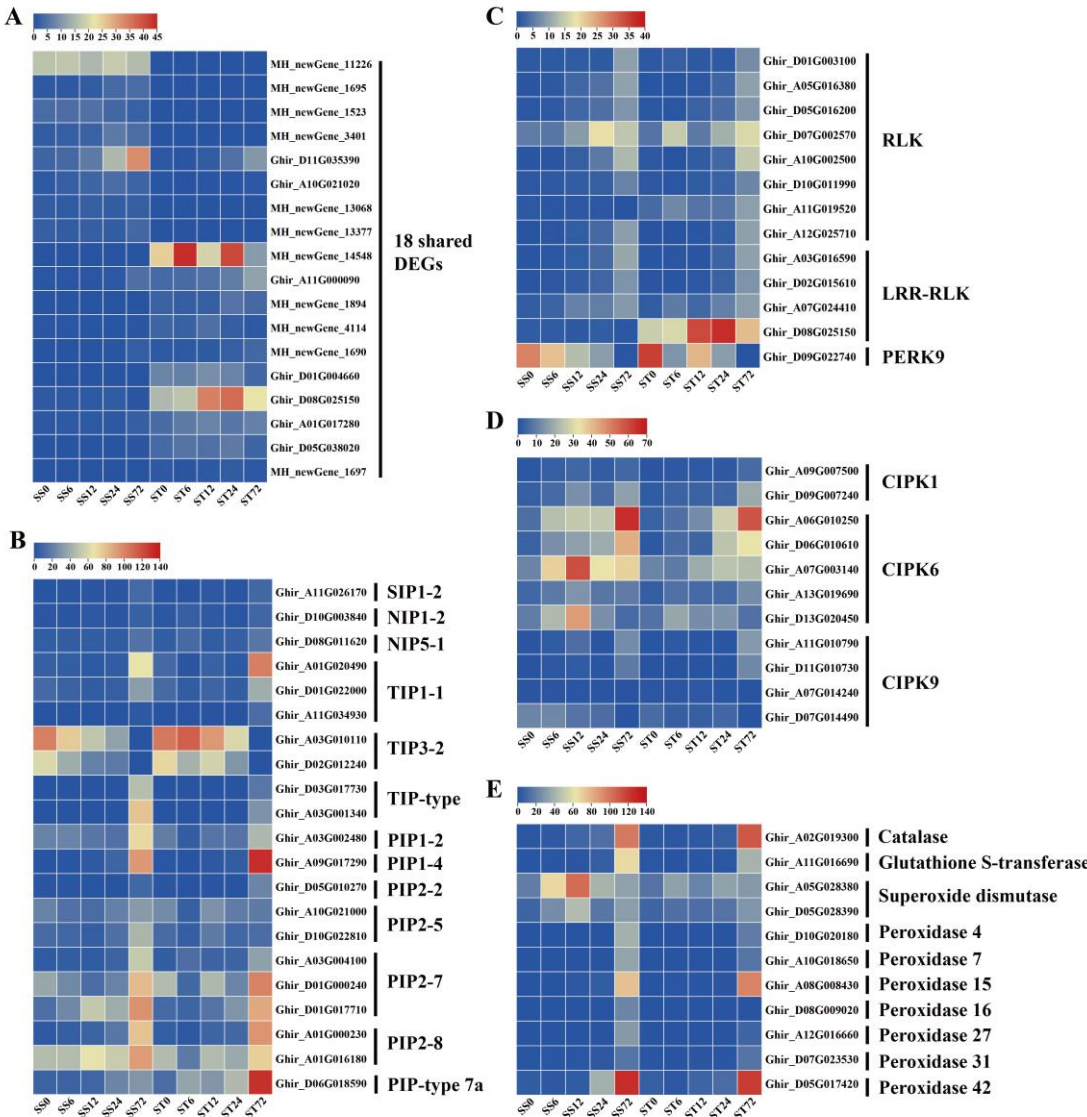 A
0 5 10 15 20 25 30 35 40 45
MH_newGene_11226
MH_newGene_1695
MH_newGene_1523
MH_newGene_3401
Ghir_D11G035390
Ghir_A10G021020
MH_newGene_13068
MH_newGene_13377
MH_newGene_14548
Ghir_A11G000090
MH_newGene_1894
MH_newGene_4114
MH_newGene_1690
Ghir_D01G004660
Ghir_D08G025150
Ghir_A01G017280
Ghir_D05G038020
MH_newGene_1697
18 shared
DEGs
SS0 SS6 SS12 SS24 SS72 ST0 ST6 ST12 ST24 ST72
B
0 20 40 60 80 100 120 140
Ghir_A11G026170 SIP1-2
Ghir_D10G003840 NIP1-2
Ghir_D08G011620 NIP5-1
Ghir_A01G020490
Ghir_D01G022000 TIP1-1
Ghir_A11G034930
Ghir_A03G010110
TIP3-2
Ghir_D02G012240
Ghir_D03G017730
TIP-type
Ghir_A03G001340
Ghir_A03G002480 PIP1-2
Ghir_A09G017290 PIP1-4
Ghir_D05G010270 PIP2-2
Ghir_A10G021000
PIP2-5
Ghir_D10G022810
Ghir_A03G004100
Ghir_D01G000240 PIP2-7
Ghir_D01G017710
Ghir_A01G000230
PIP2-8
Ghir_A01G016180
Ghir_D06G018590 PIP-type 7a
SS0 SS6 SS12 SS24 SS72 ST0 ST6 ST12 ST24 ST72
C
0 10 20 30 40
Ghir_D01G003100
Ghir_A05G016380
Ghir_D05G016200
Ghir_D07G002570
RLK
Ghir_A10G002500
Ghir_D10G011990
Ghir_A11G019520
Ghir_A12G025710
Ghir_A03G016590
Ghir_D02G015610
LRR-RLK
Ghir_A07G024410
Ghir_D08G025150
Ghir_D09G022740 PERK9
SS0 SS6 SS12 SS24 SS72 ST0 ST6 ST12 ST24 ST72
D
0 10 20 30 40 50 60 70
Ghir_A09G007500
CIPK1
Ghir_D09G007240
Ghir_A06G010250
Ghir_D06G010610
Ghir_A07G003140 CIPK6
Ghir_A13G019690
Ghir_D13G020450
Ghir_A11G010790
Ghir_D11G010730
CIPK9
Ghir_A07G014240
Ghir_D07G014490
SS0 SS6 SS12 SS24 SS72 ST0 ST6 ST12 ST24 ST72
E
0 20 40 60 80 100 120 140
Ghir_A02G019300 Catalase
Ghir_A11G016690 Glutathione S-transferase
Ghir_A05G028380
Superoxide dismutase
Ghir_D05G028390
Ghir_D10G020180 Peroxidase 4
Ghir_A10G018650 Peroxidase 7
Ghir_A08G008430 Peroxidase 15
Ghir_D08G009020 Peroxidase 16
Ghir_A12G016660 Peroxidase 27
Ghir_D07G023530 Peroxidase 31
Ghir_D05G017420 Peroxidase 42
SS0 SS6 SS12 SS24 SS72 ST0 ST6 ST12 ST24 ST72